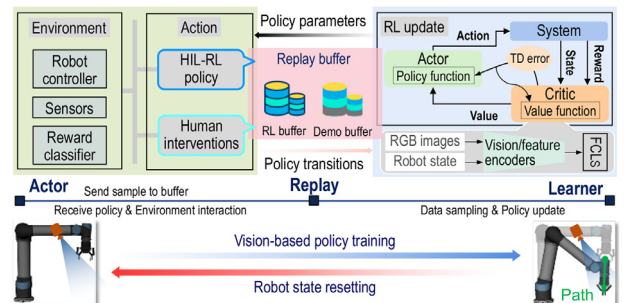 Environment
Robot
controller
Sensors
Reward
classifier
Action
HIL-RL
policy
Human
interventions
Policy parameters
Replay buffer
RL buffer
Demo buffer
Policy transitions
RL update
Action
System
Actor
Policy function
TD error
State
Reward
Critic
Value function
Value
RGB images
Robot state
Vision/feature
encoders
FCLs
Actor
Send sample to buffer
Replay
Learner
Receive policy & Environment interaction
Data sampling & Policy update
Vision-based policy training
Robot state resetting
Path